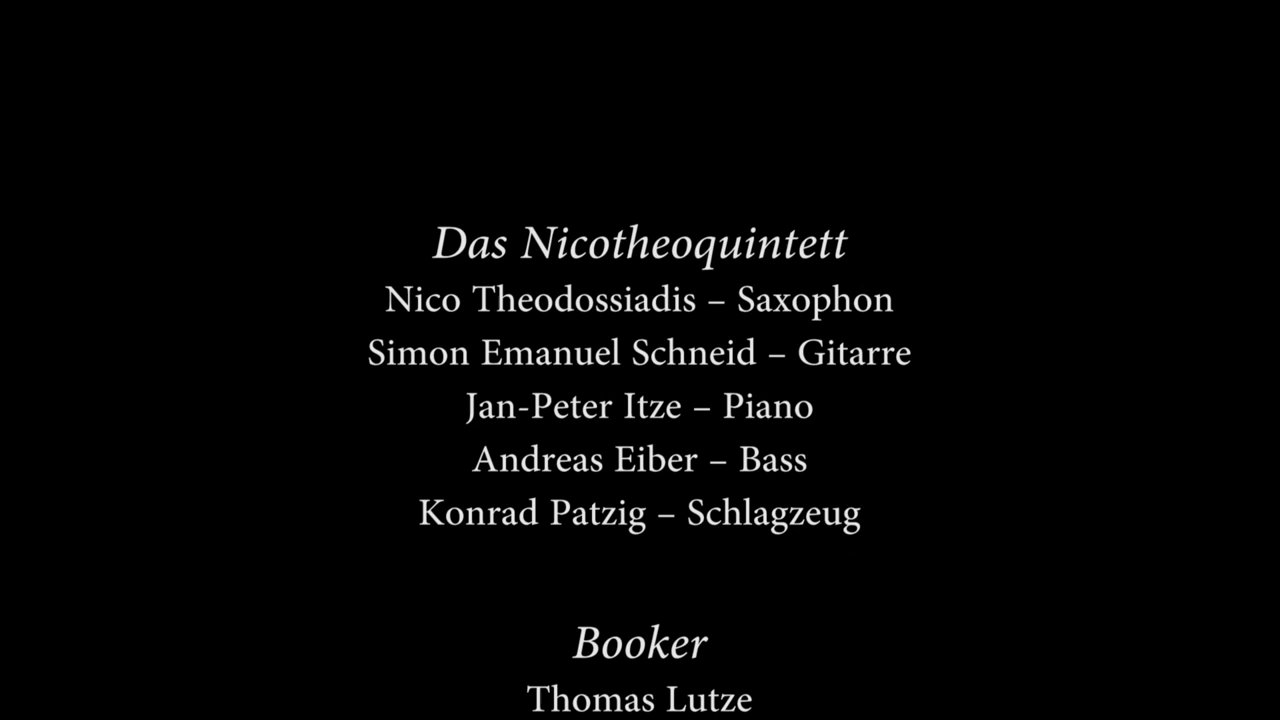 Das Nicotheoquintett
Nico Theodossiadis – Saxophon
Simon Emanuel Schneid – Gitarre
Jan-Peter Itze – Piano
Andreas Eiber – Bass
Konrad Patzig – Schlagzeug
Booker
Thomas Lutze